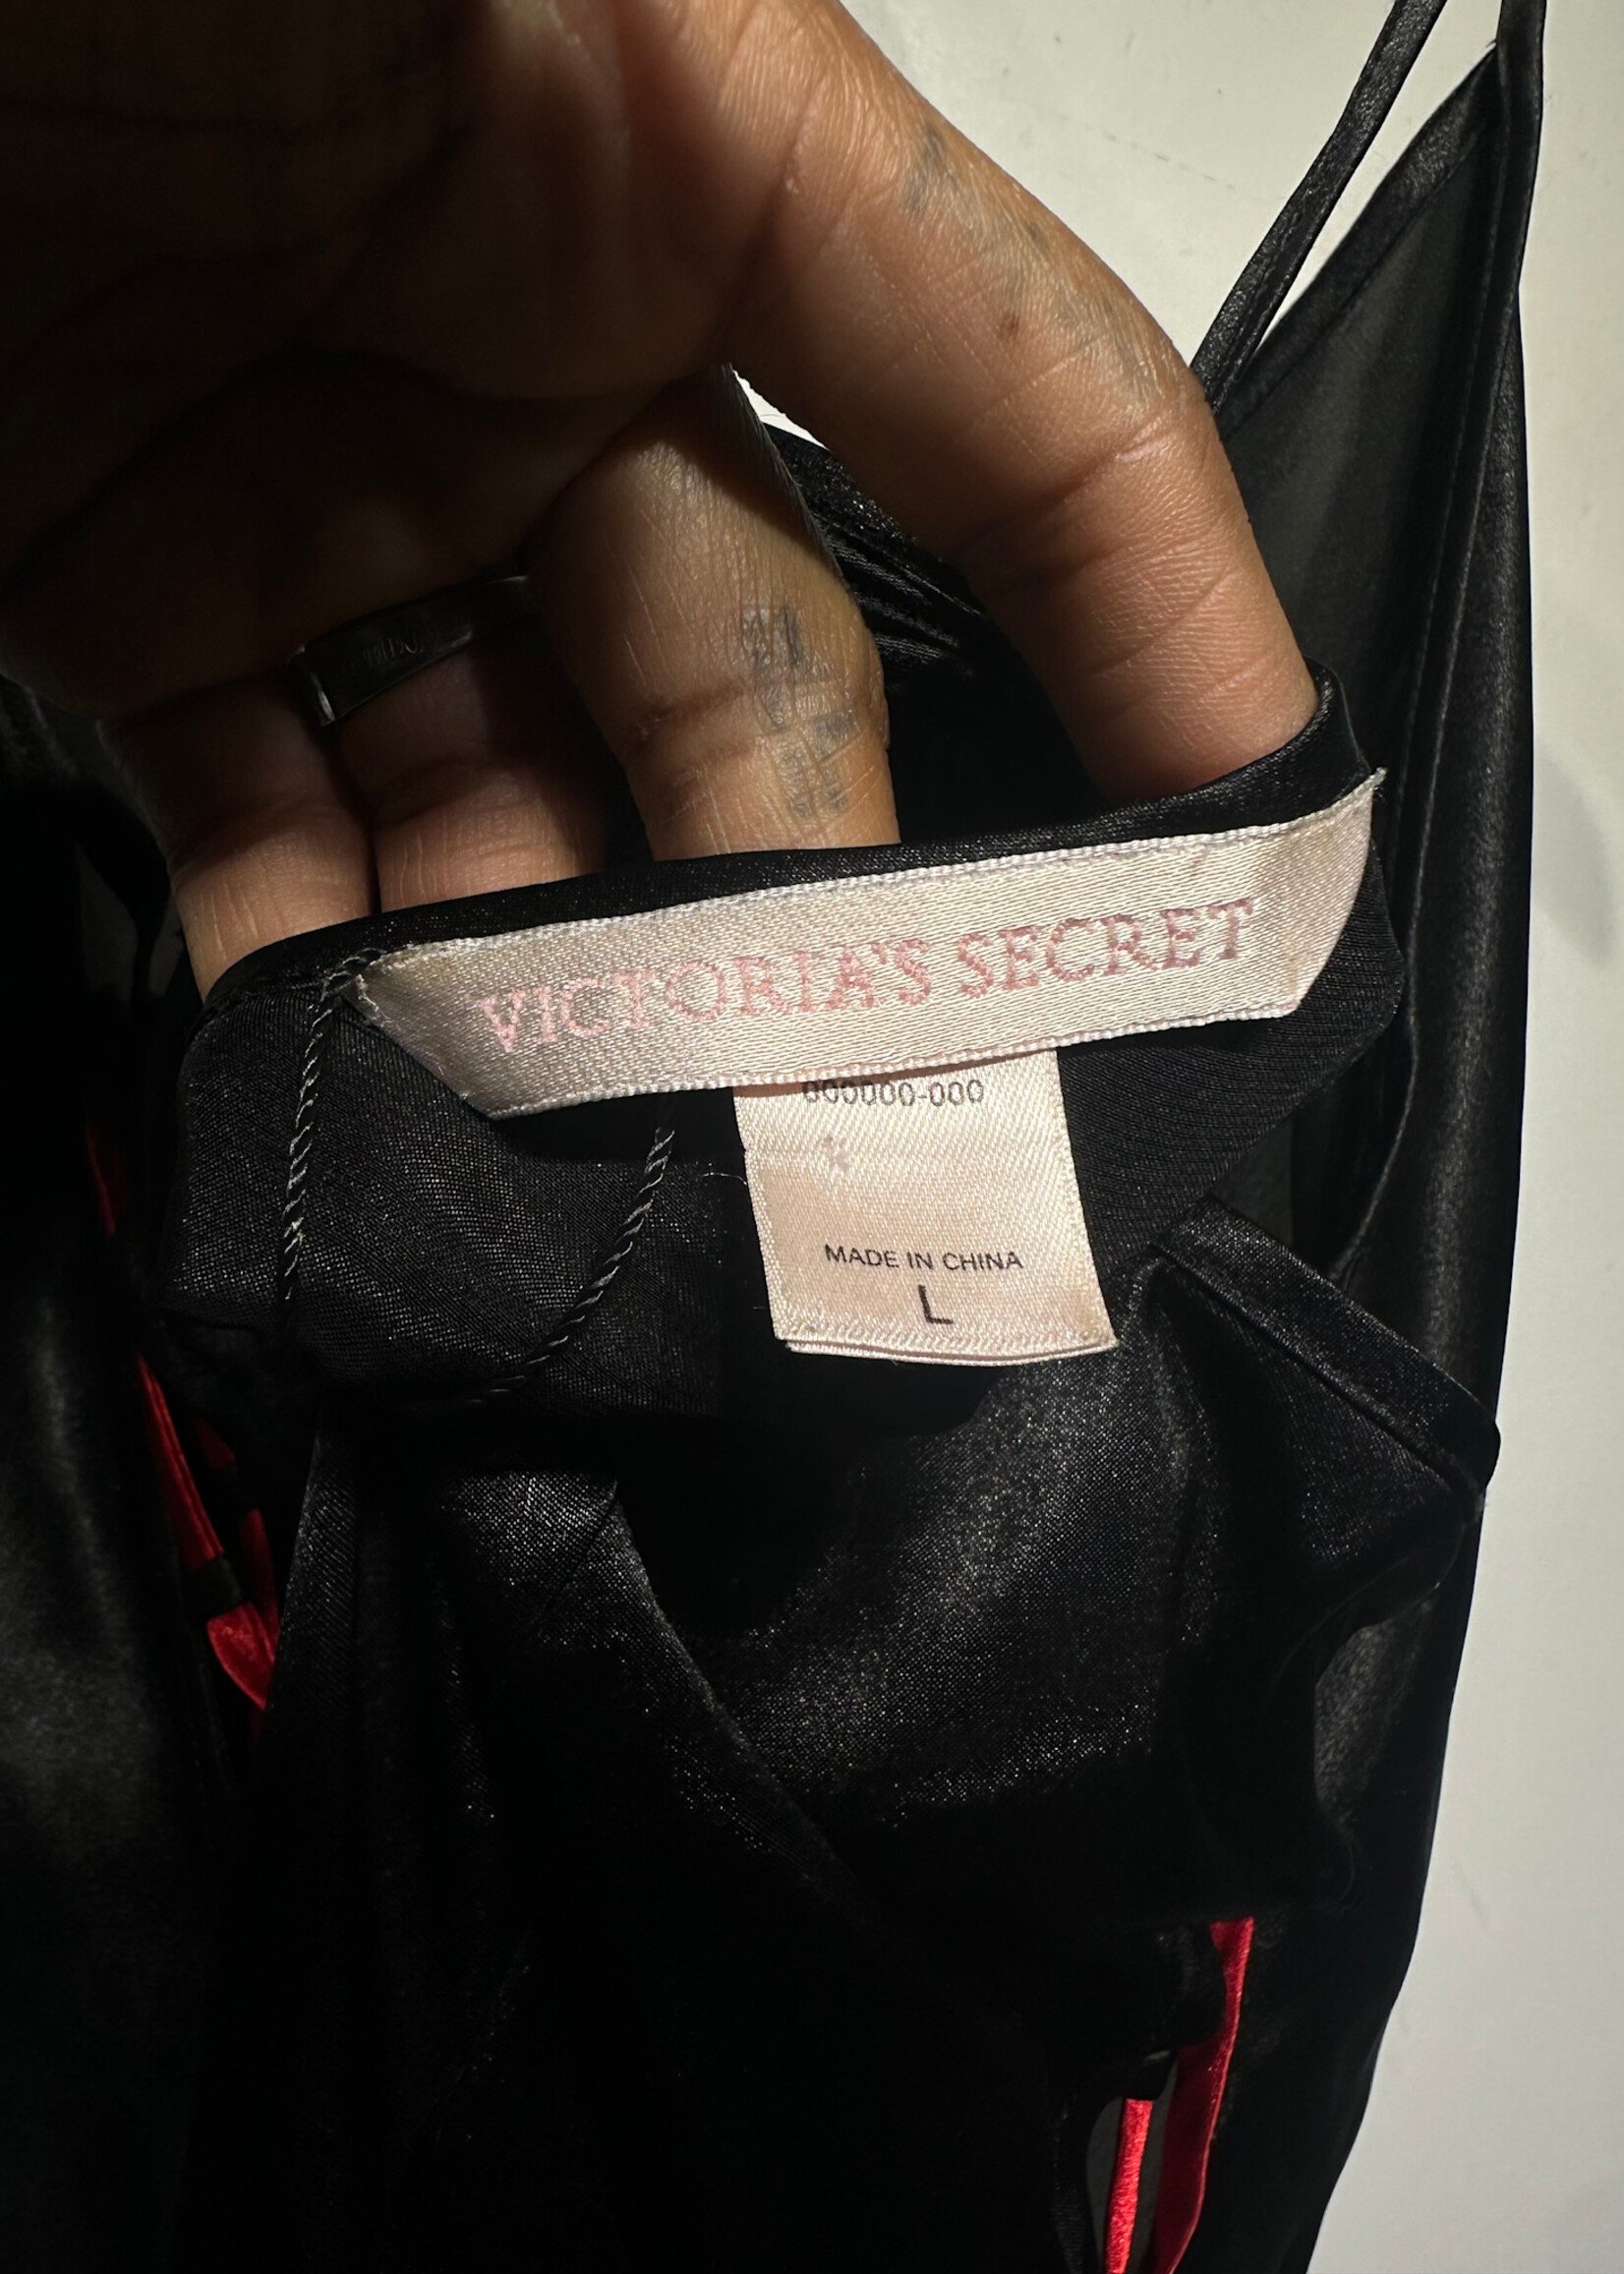 VICTORIA'S SECRET
000000-000
MADE IN CHINA
L